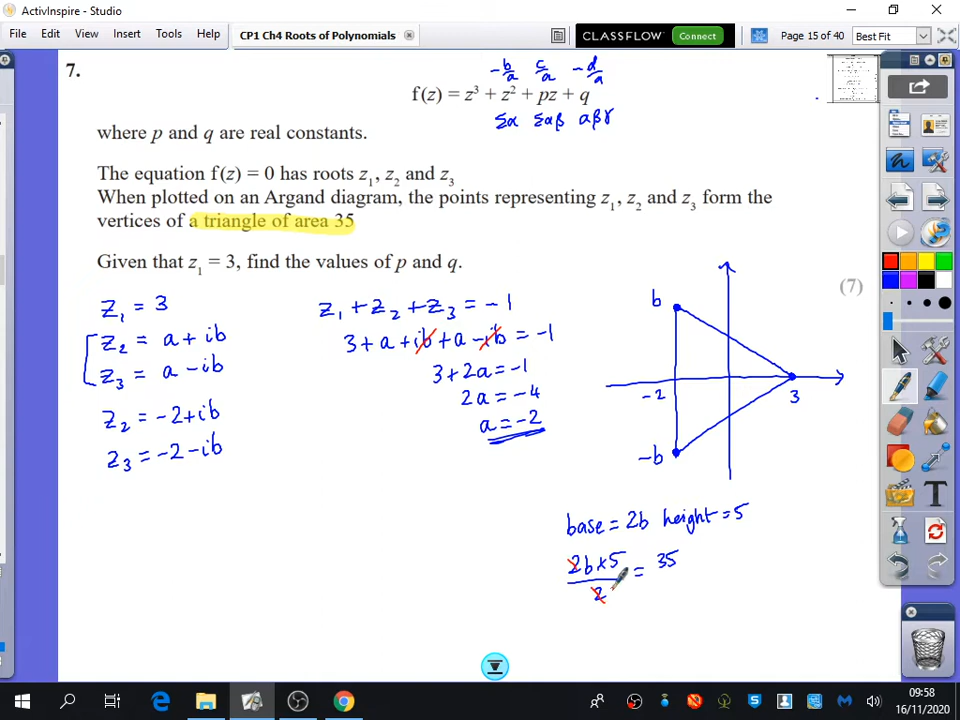 ActivInspire - Studio
File Edit View Insert Tools Help CP1 Ch4 Roots of Polynomials CLASSFLOW Connect Page 15 of 40 Best Fit
7.
-b/a c/a -d/a
f(z) = z³ + z² + pz + q
Σα Σαβ αβγ
where p and q are real constants.
The equation f(z) = 0 has roots z₁, z₂ and z₃
When plotted on an Argand diagram, the points representing z₁, z₂ and z₃ form the
vertices of a triangle of area 35
Given that z₁ = 3, find the values of p and q.
(7)
z₁ = 3
z₂ = a + ib
z₃ = a - ib
z₂ = -2+ib
z₃ = -2-ib
z₁ + z₂ + z₃ = -1
3 + a + ib + a - ib = -1
3 + 2a = -1
2a = -4
a = -2
b
-2
3
-b
base = 2b height = 5
2b×5/2 = 35
T
09:58
16/11/2020